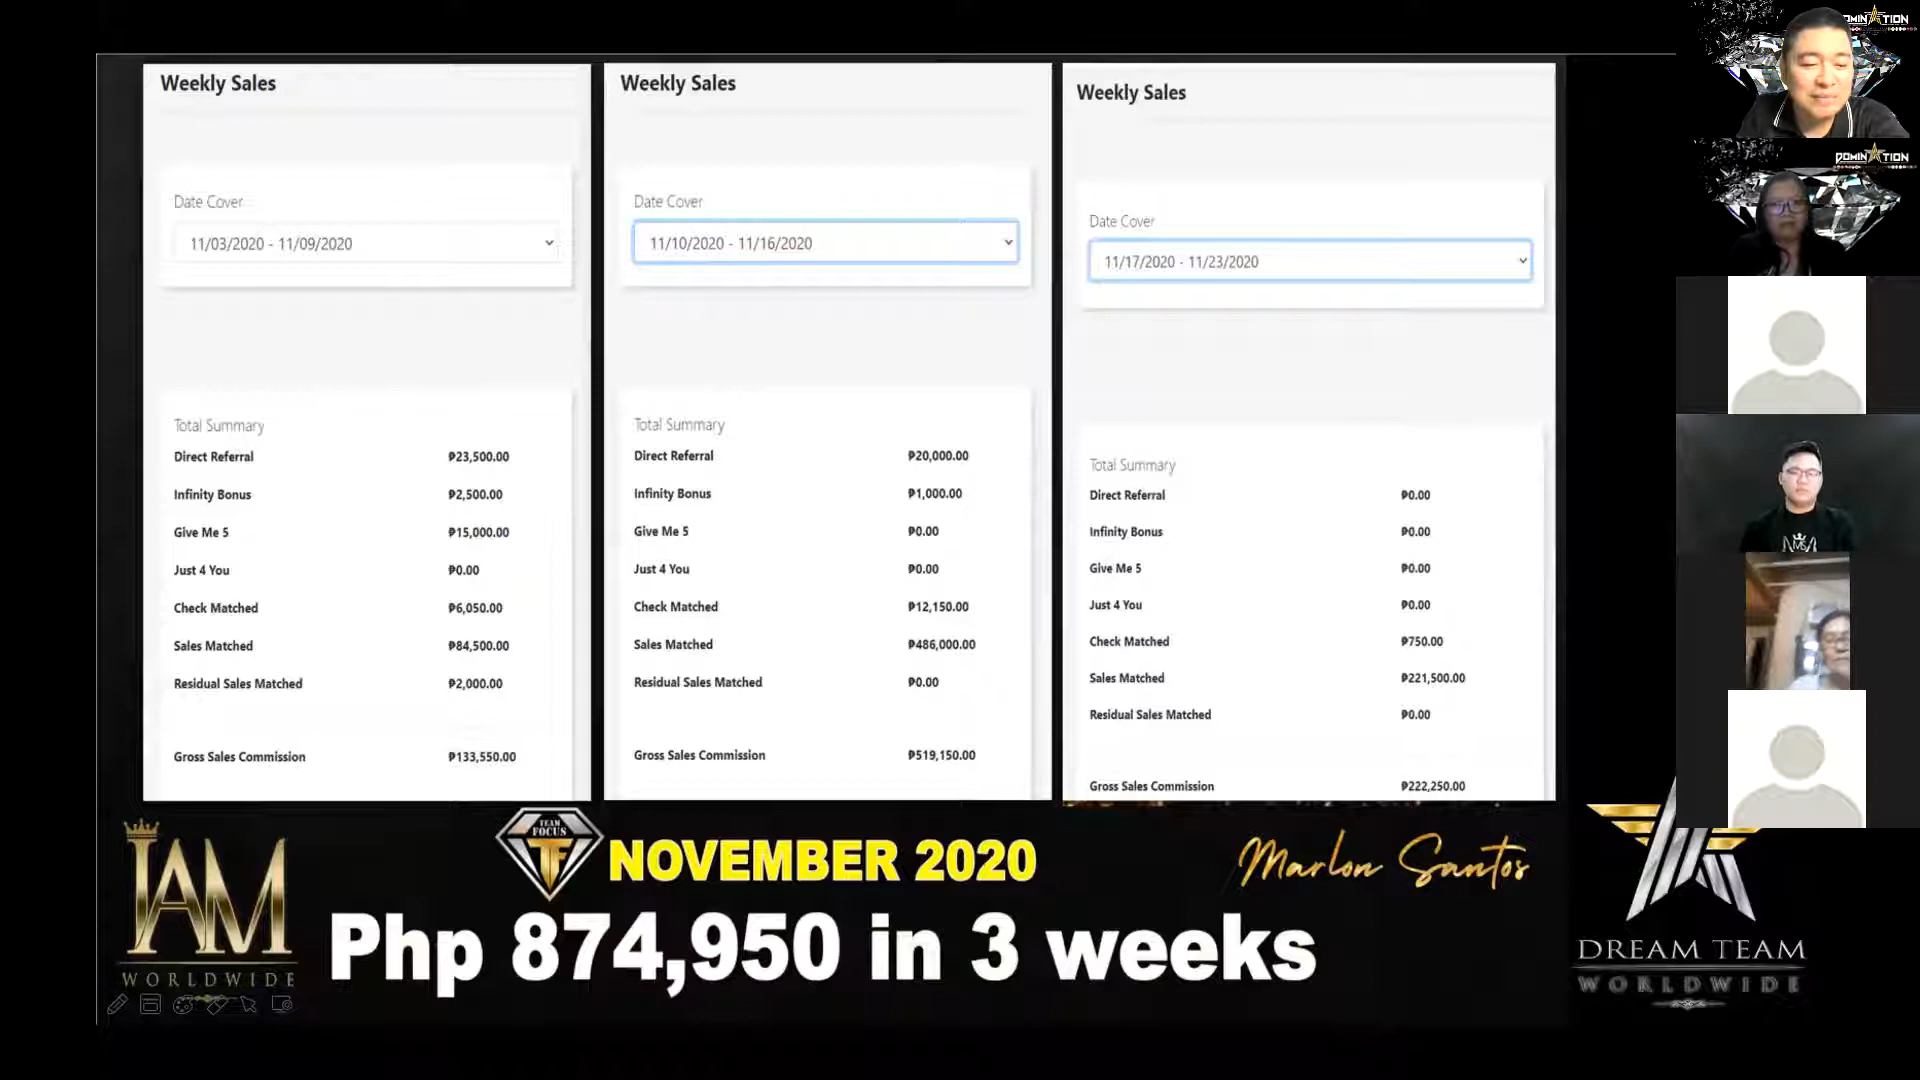 Weekly Sales
Date Cover
11/03/2020 - 11/09/2020
Total Summary
Direct Referral ₱23,500.00
Infinity Bonus ₱2,500.00
Give Me 5 ₱15,000.00
Just 4 You ₱0.00
Check Matched ₱6,050.00
Sales Matched ₱84,500.00
Residual Sales Matched ₱2,000.00
Gross Sales Commission ₱133,550.00
Weekly Sales
Date Cover
11/10/2020 - 11/16/2020
Total Summary
Direct Referral ₱20,000.00
Infinity Bonus ₱1,000.00
Give Me 5 ₱0.00
Just 4 You ₱0.00
Check Matched ₱12,150.00
Sales Matched ₱486,000.00
Residual Sales Matched ₱0.00
Gross Sales Commission ₱519,150.00
Weekly Sales
Date Cover
11/17/2020 - 11/23/2020
Total Summary
Direct Referral ₱0.00
Infinity Bonus ₱0.00
Give Me 5 ₱0.00
Just 4 You ₱0.00
Check Matched ₱750.00
Sales Matched ₱221,500.00
Residual Sales Matched ₱0.00
Gross Sales Commission ₱222,250.00
IAM
WORLDWIDE
TEAM
FOCUS
TF
NOVEMBER 2020
Php 874,950 in 3 weeks
Marlon Santos
DREAM TEAM
WORLDWIDE
DOMINATION
MS